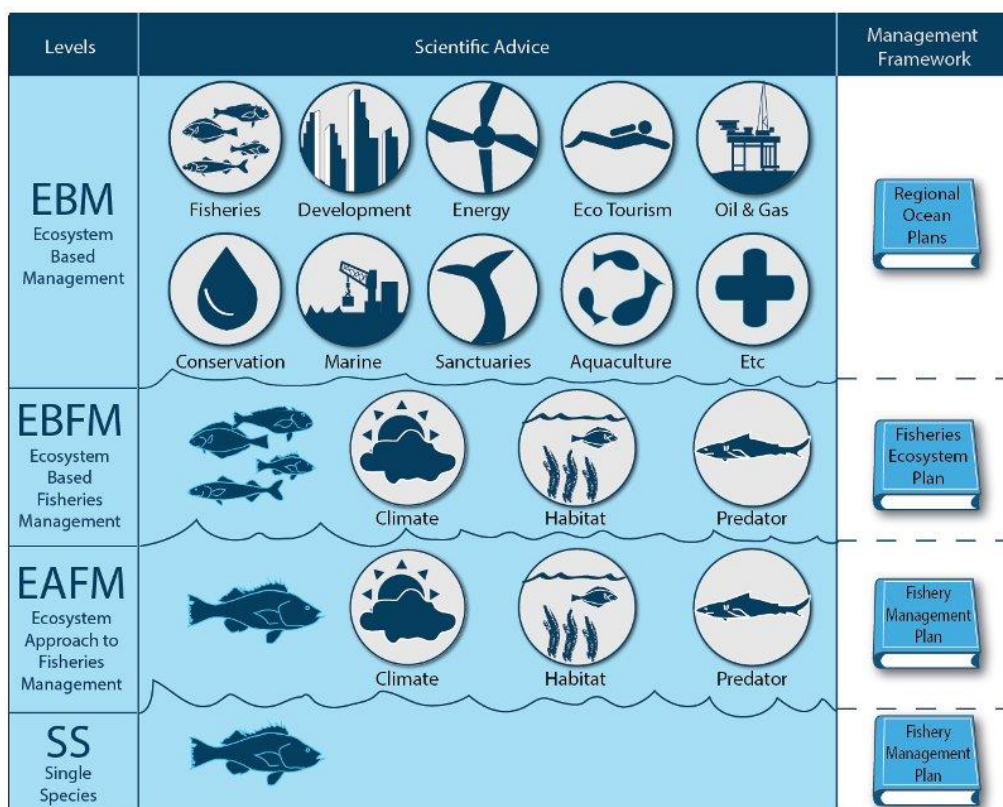 Levels
Scientific Advice
Management
Framework
EBM
Ecosystem
Based
Management
Fisheries
Development
Energy
Eco Tourism
Oil & Gas
Conservation
Marine
Sanctuaries
Aquaculture
Etc
Regional
Ocean
Plans
EBFM
Ecosystem
Based
Fisheries
Management
Climate
Habitat
Predator
Fisheries
Ecosystem
Plan
EAFM
Ecosystem
Approach to
Fisheries
Management
Climate
Habitat
Predator
Fishery
Management
Plan
SS
Single
Species
Fishery
Management
Plan